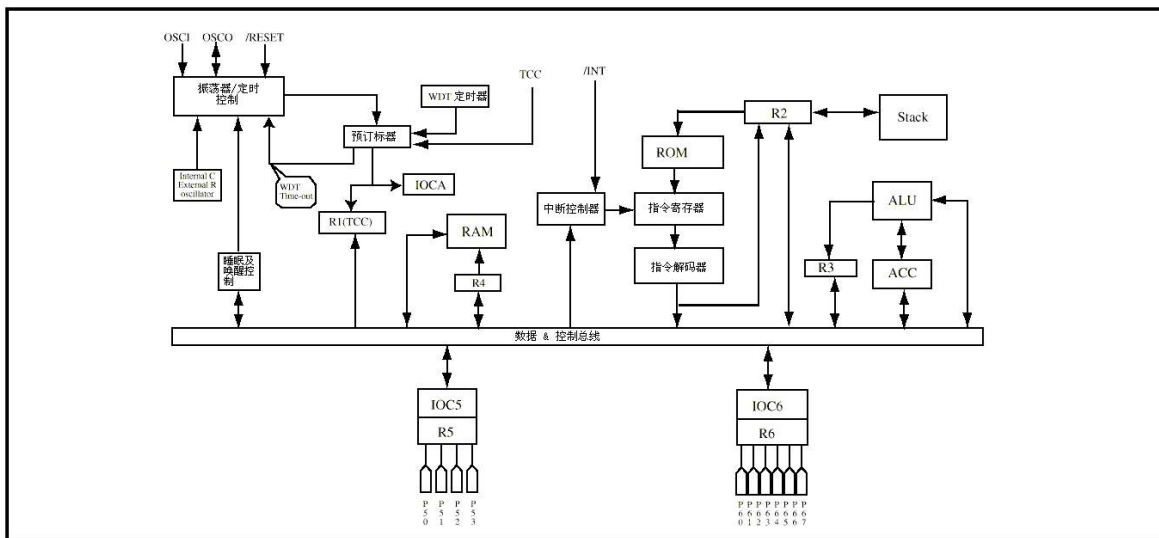 OSCI OSCO /RESET
TCC
/INT
振荡器/定时
控制
WDT 定时器
R2
Stack
预订标器
ROM
Internal C
External R
oscillator
WDT
Time-out
IOCA
R1(TCC)
RAM
中断控制器
指令寄存器
ALU
睡眠及
唤醒控
制
R4
指令解码器
R3
ACC
数据 & 控制总线
IOC5
R5
IOC6
R6
P50
P51
P52
P53
P60
P61
P62
P63
P64
P65
P66
P67